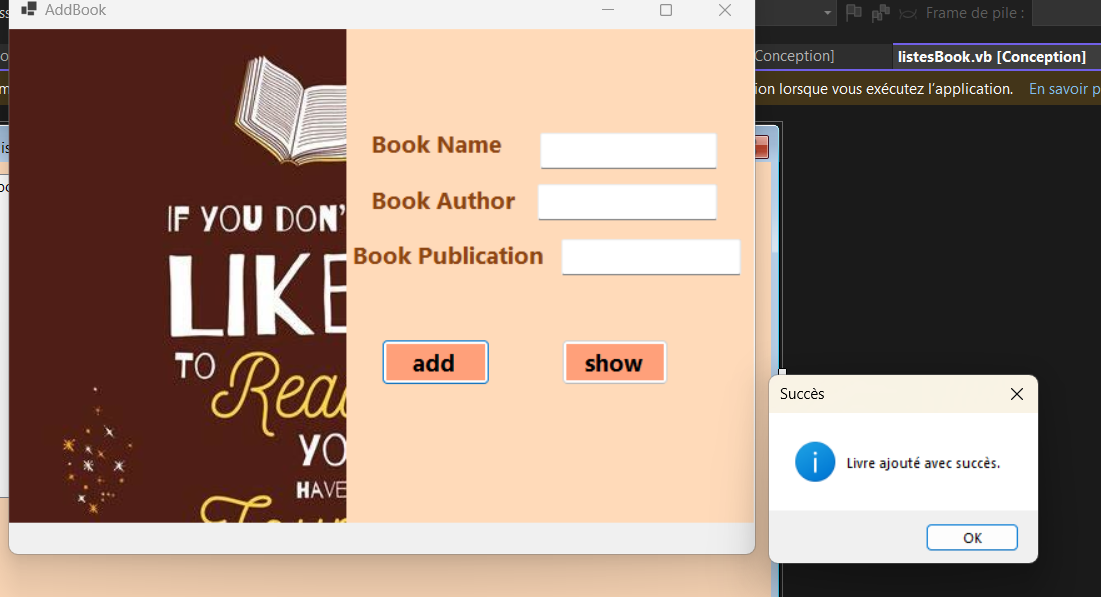 AddBook
Frame de pile :
Conception]
listesBook.vb [Conception]
ion lorsque vous exécutez l'application.
En savoir p
Book Name
Book Author
Book Publication
add
show
IF YOU DON'
LIKE
TO Read
YO
HAVE
Succès
Livre ajouté avec succès.
OK